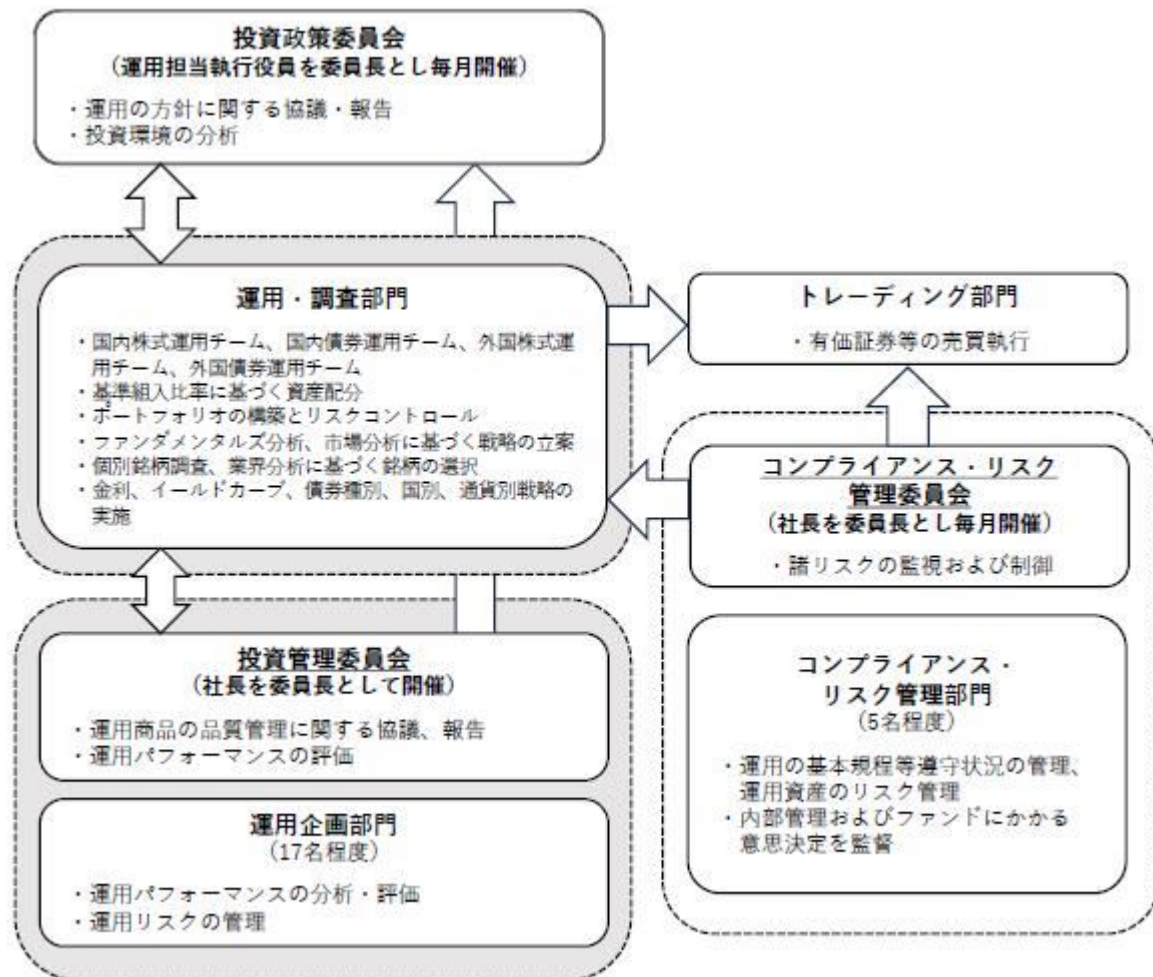 投資政策委員会
（運用担当執行役員を委員長とし毎月開催）
・運用の方針に関する協議・報告
・投資環境の分析
運用・調査部門
・国内株式運用チーム、国内債券運用チーム、外国株式運
用チーム、外国債券運用チーム
・基準組入比率に基づく資産配分
・ポートフォリオの構築とリスクコントロール
・ファンダメンタルズ分析、市場分析に基づく戦略の立案
・個別銘柄調査、業界分析に基づく銘柄の選択
・金利、イールドカーブ、債券種別、国別、通貨別戦略の
実施
トレーディング部門
・有価証券等の売買執行
コンプライアンス・リスク
管理委員会
（社長を委員長とし毎月開催）
・諸リスクの監視および制御
投資管理委員会
（社長を委員長として開催）
・運用商品の品質管理に関する協議、報告
・運用パフォーマンスの評価
運用企画部門
（17名程度）
・運用パフォーマンスの分析・評価
・運用リスクの管理
コンプライアンス・
リスク管理部門
（5名程度）
・運用の基本規程等遵守状況の管理、
運用資産のリスク管理
・内部管理およびファンドにかかる
意思決定を監督